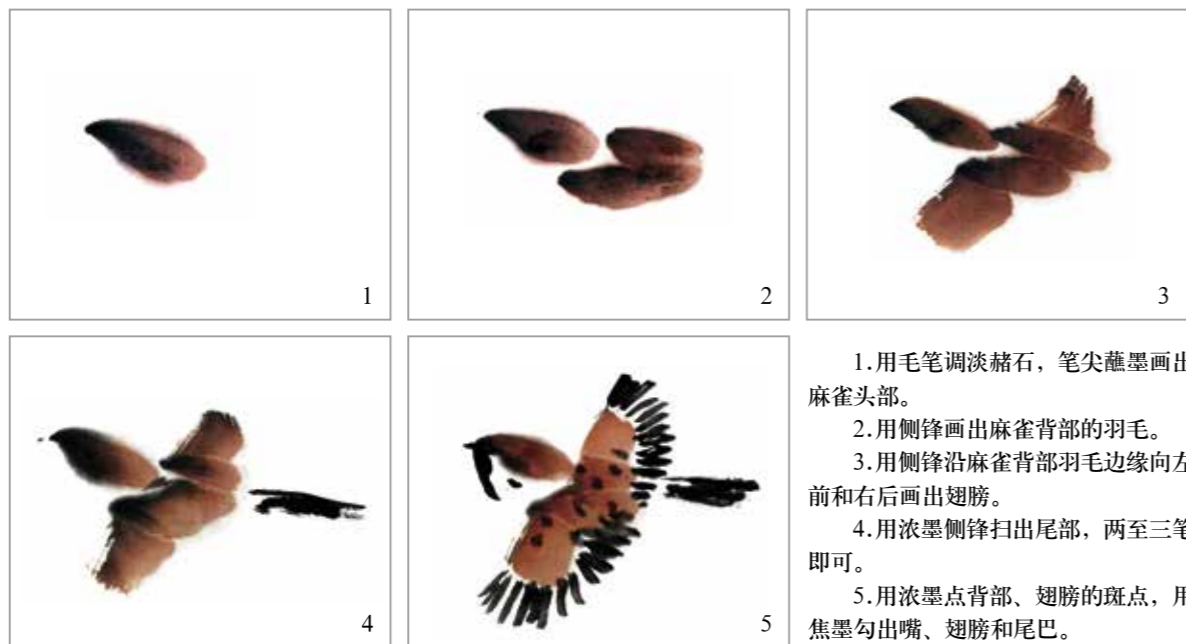 1
2
3
4
5
1.用毛笔调淡赭石，笔尖蘸墨画出
麻雀头部。
2.用侧锋画出麻雀背部的羽毛。
3.用侧锋沿麻雀背部羽毛边缘向左
前和右后画出翅膀。
4.用浓墨侧锋扫出尾部，两至三笔
即可。
5.用浓墨点背部、翅膀的斑点，用
焦墨勾出嘴、翅膀和尾巴。